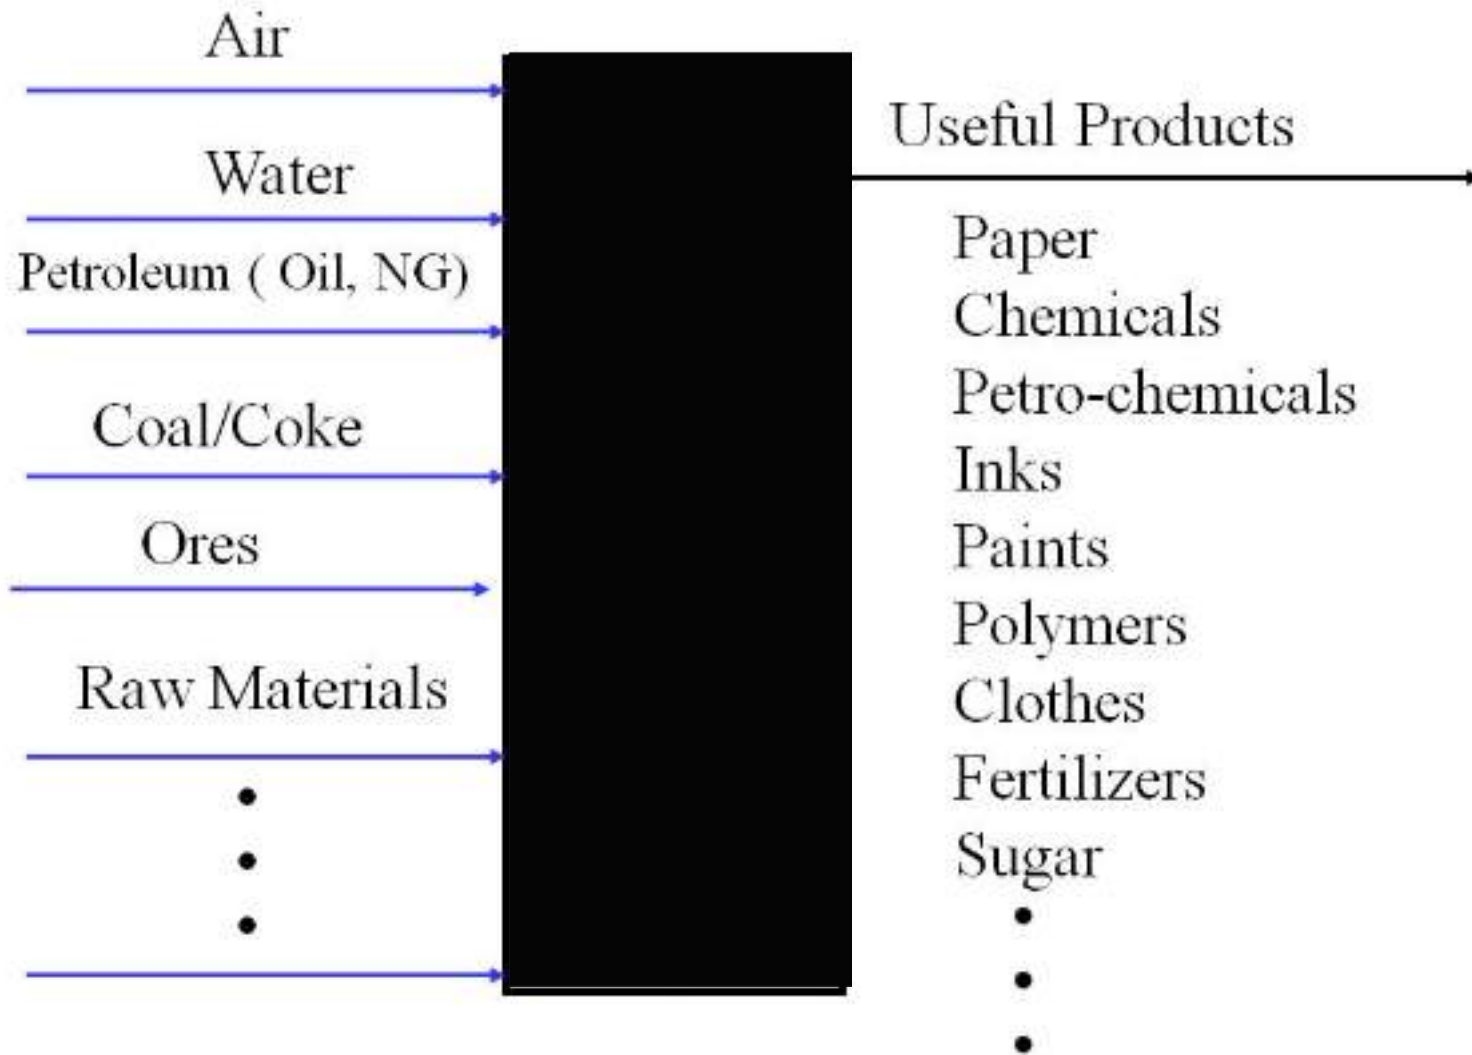 Air
Water
Petroleum ( Oil, NG)
Coal/Coke
Ores
Raw Materials
Useful Products
Paper
Chemicals
Petro-chemicals
Inks
Paints
Polymers
Clothes
Fertilizers
Sugar